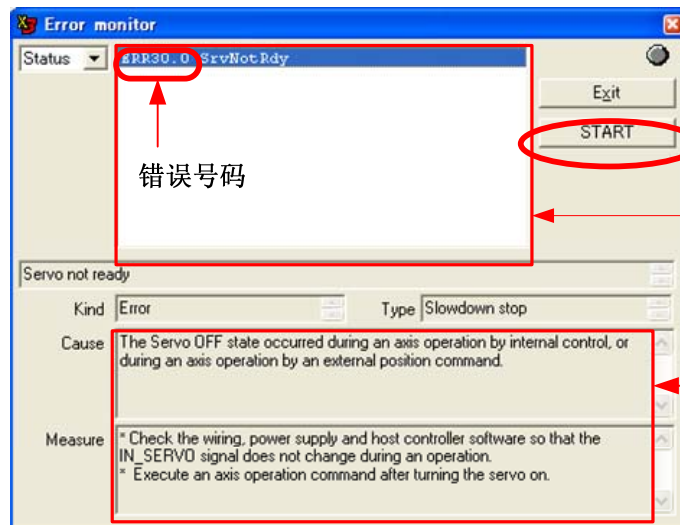 Error monitor
Status
ERR30.0 SrvNotRdy
Exit
START
错误号码
Servo not ready
Kind Error Type Slowdown stop
Cause The Servo OFF state occurred during an axis operation by internal control, or
during an axis operation by an external position command.
Measure * Check the wiring, power supply and host controller software so that the
IN_SERVO signal does not change during an operation.
* Execute an axis operation command after turning the servo on.